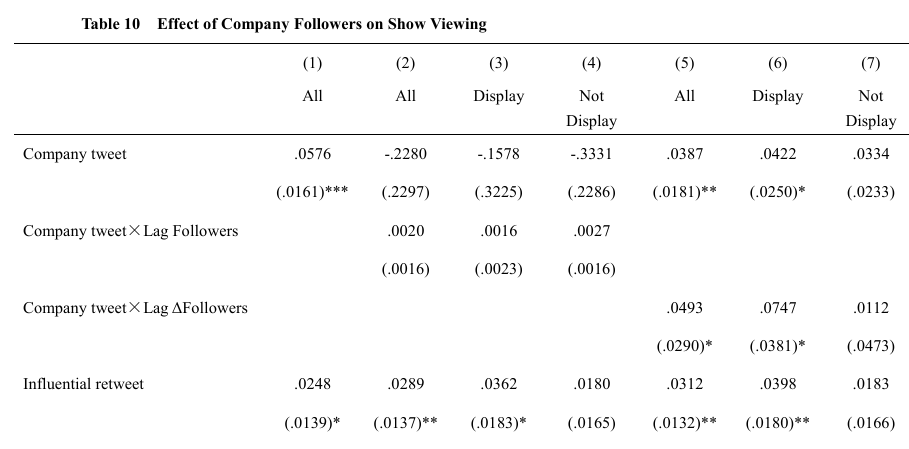 Table 10 Effect of Company Followers on Show Viewing
(1) (2) (3) (4) (5) (6) (7)
All All Display Not All Display Not
Display Display
Company tweet .0576 -.2280 -.1578 -.3331 .0387 .0422 .0334
(.0161)*** (.2297) (.3225) (.2286) (.0181)** (.0250)* (.0233)
Company tweet×Lag Followers .0020 .0016 .0027
(.0016) (.0023) (.0016)
Company tweet×Lag ΔFollowers .0493 .0747 .0112
(.0290)* (.0381)* (.0473)
Influential retweet .0248 .0289 .0362 .0180 .0312 .0398 .0183
(.0139)* (.0137)** (.0183)* (.0165) (.0132)** (.0180)** (.0166)